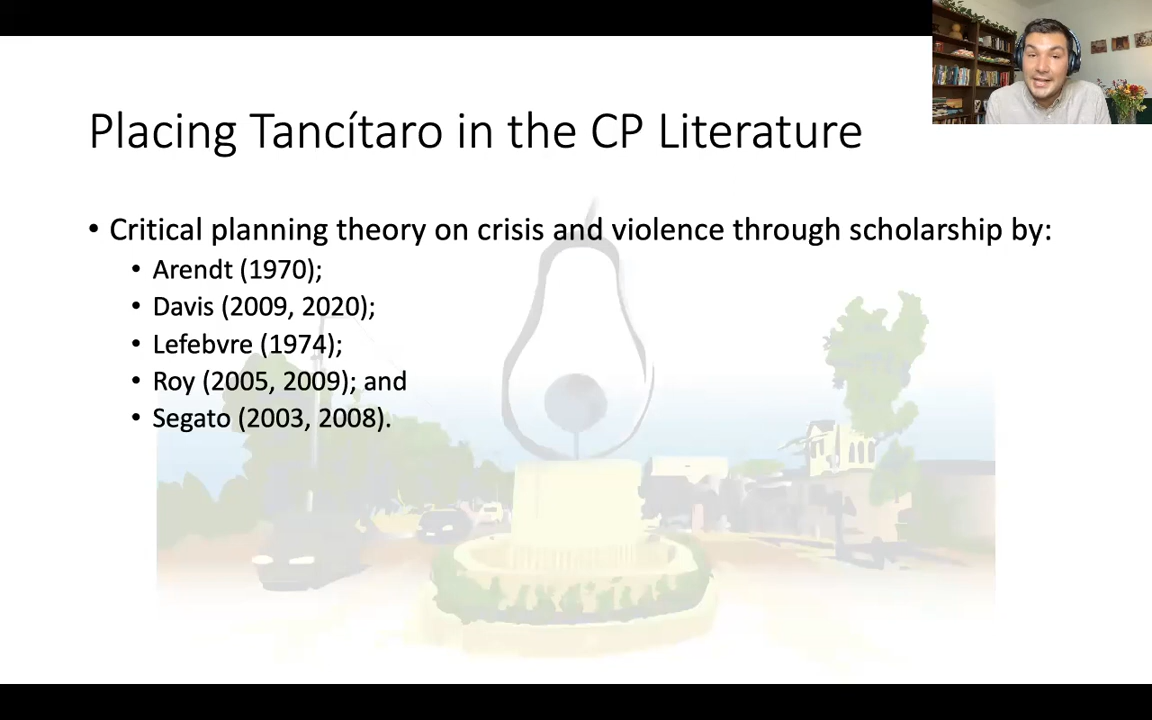 Placing Tancítaro in the CP Literature
• Critical planning theory on crisis and violence through scholarship by:
• Arendt (1970);
• Davis (2009, 2020);
• Lefebvre (1974);
• Roy (2005, 2009); and
• Segato (2003, 2008).